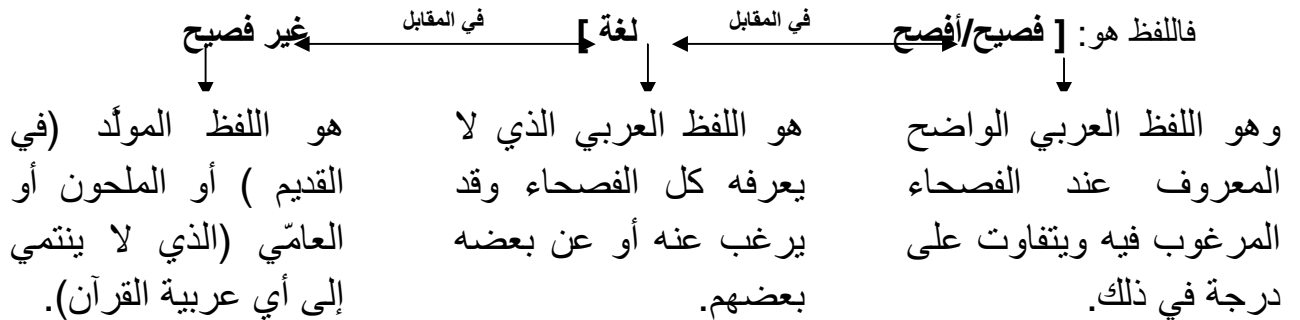 فاللفظ هو: [ فصيح/أفصح في المقابل لغة ] في المقابل غير فصيح
وهو اللفظ العربي الواضح
المعروف عند الفصحاء
المرغوب فيه ويتفاوت على
درجة في ذلك.
هو اللفظ العربي الذي لا
يعرفه كل الفصحاء وقد
يرغب عنه أو عن بعضه
بعضهم.
هو اللفظ المولَّد (في
القديم ) أو الملحون أو
العامّي (الذي لا ينتمي
إلى أي عربية القرآن).